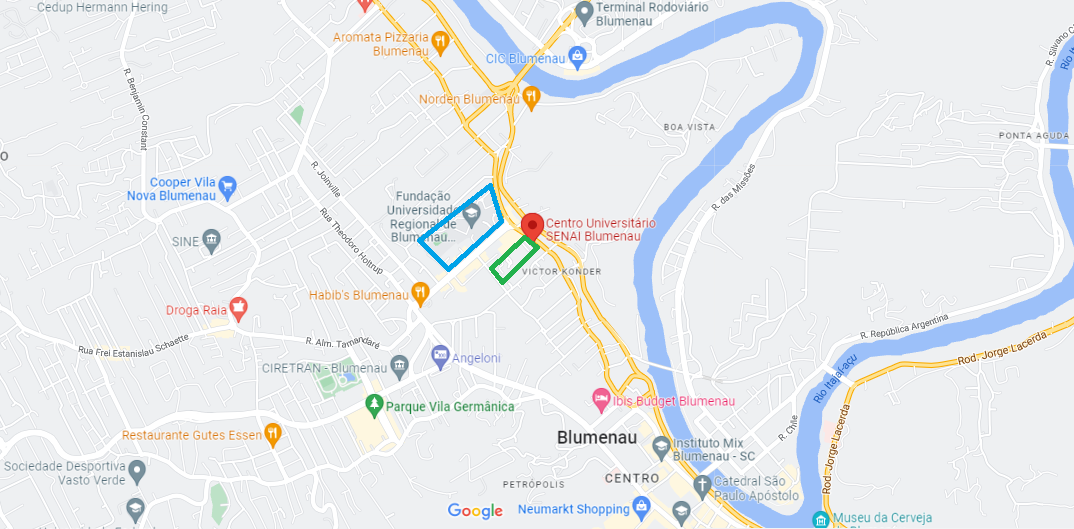 Cedup Hermann Hering
Terminal Rodoviário
Blumenau
Aromata Pizzaria
Blumenau
CIC Blumenau
R. Silvano C
Rio Ita
R. Benjamin Constant
Norden Blumenau
BOA VISTA
PONTA AGUDA
o
R. Joinville
R. das Missões
Cooper Vila
Nova Blumenau
Fundação
Universidade
Regional de
Blumenau...
Rua Theodoro Holtrup
Centro Universitário
SENAI Blumenau
SINE
VICTOR KONDER
Habib's Blumenau
Droga Raia
R. República Argentina
Rua Frei Estanislau Schaette
R. Alm. Tamandaré
Rod. Jorge Lacerda
Angeloni
CIRETRAN - Blumenau
Rio Itajaí-açu
Parque Vila Germânica
Ibis Budget Blumenau
R. Chile
Rod. Jorge Lacerda
Restaurante Gutes Essen
Blumenau
Instituto Mix
Blumenau - SC
Sociedade Desportiva
Vasto Verde
CENTRO
PETRÓPOLIS
Catedral São
Paulo Apóstolo
Google
Neumarkt Shopping
Museu da Cerveja